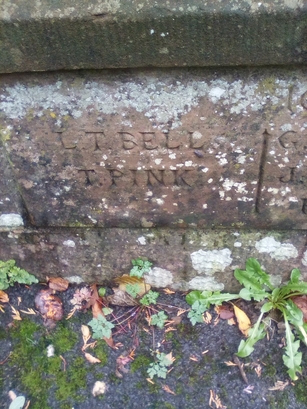 L.T. BELL
T. PINK
G.
J.